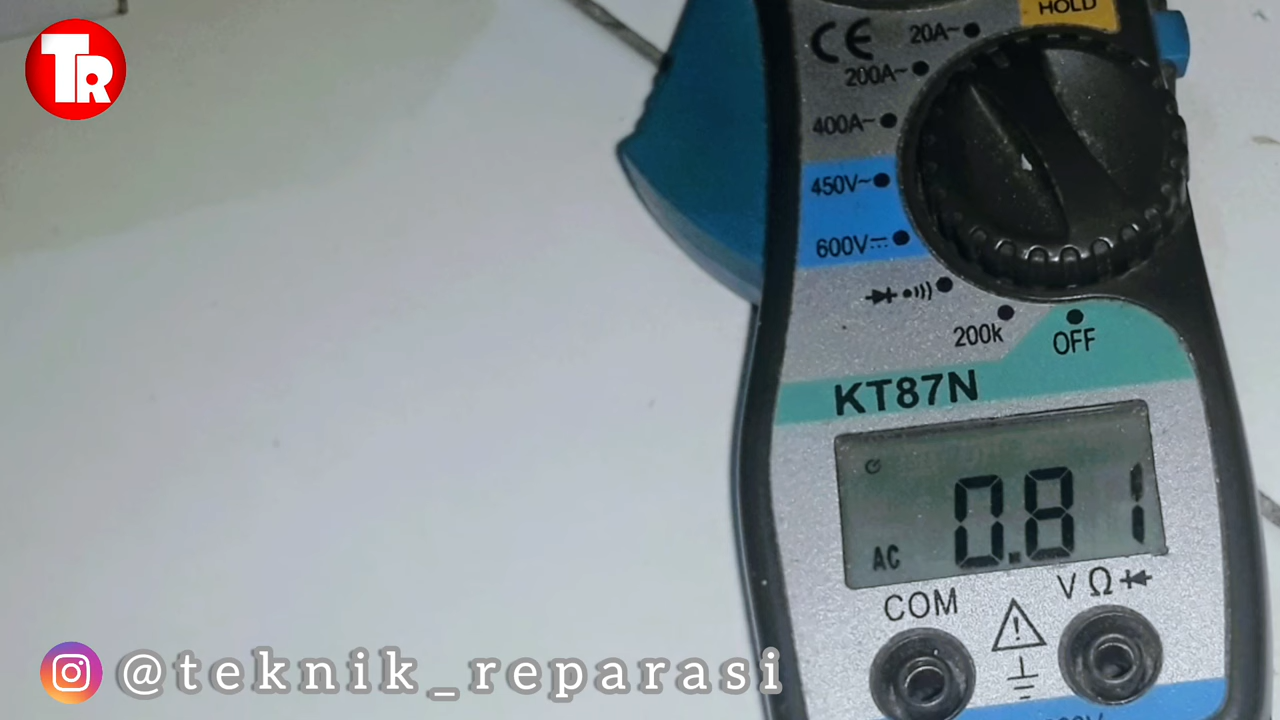 TR
HOLD
CE
20A~
200A~
400A~
450V~
600V⎓
200k
OFF
KT87N
AC 0.81
COM
VΩ
@teknik_reparasi